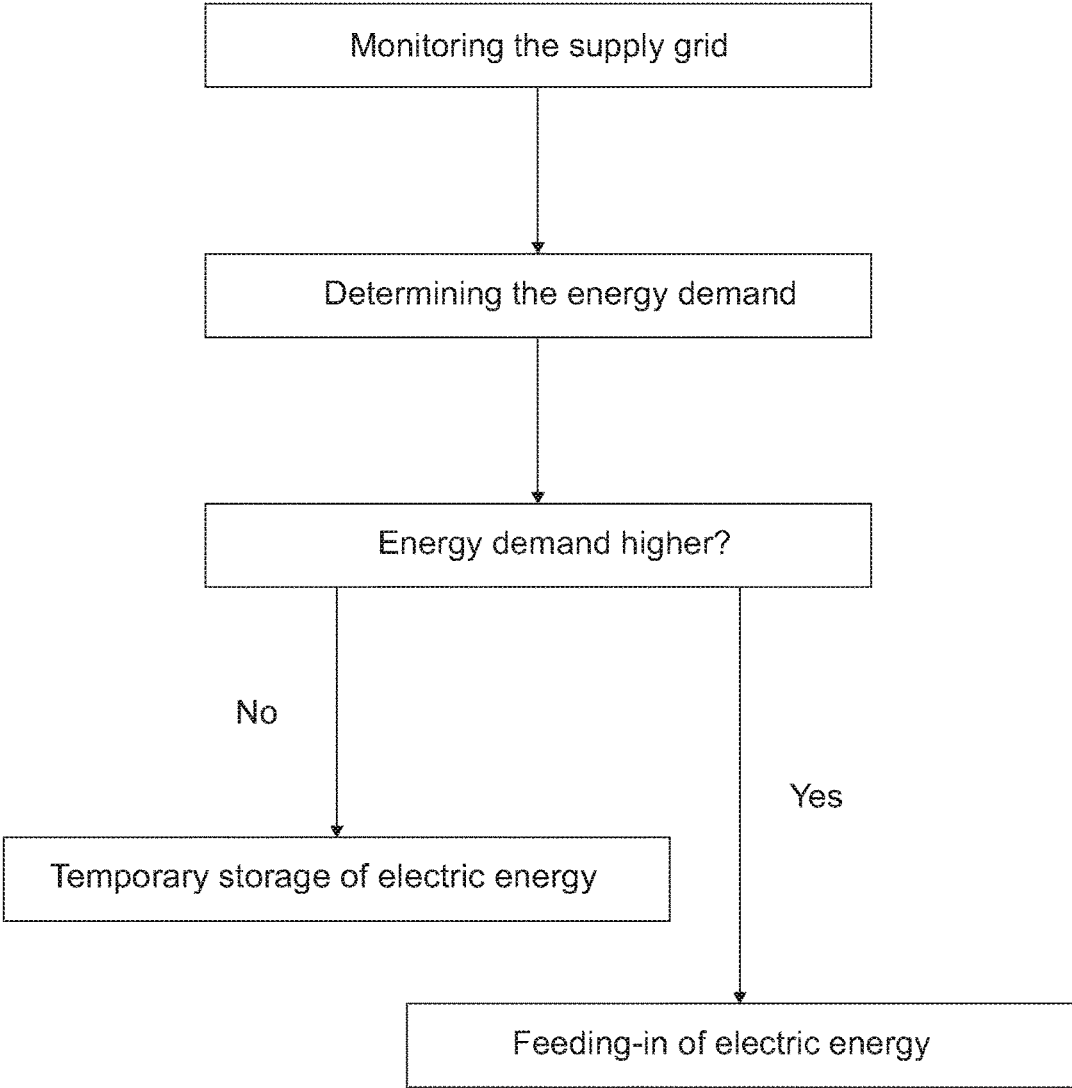 Monitoring the supply grid
Determining the energy demand
Energy demand higher?
No
Yes
Temporary storage of electric energy
Feeding-in of electric energy